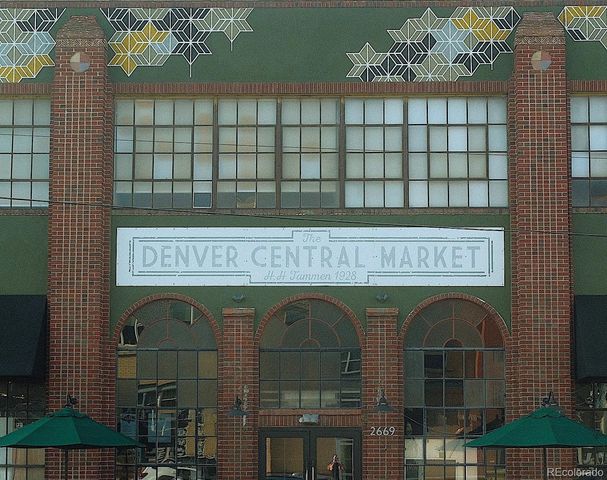 The
DENVER CENTRAL MARKET
H.H Tammen 1928
2669
REcolorado